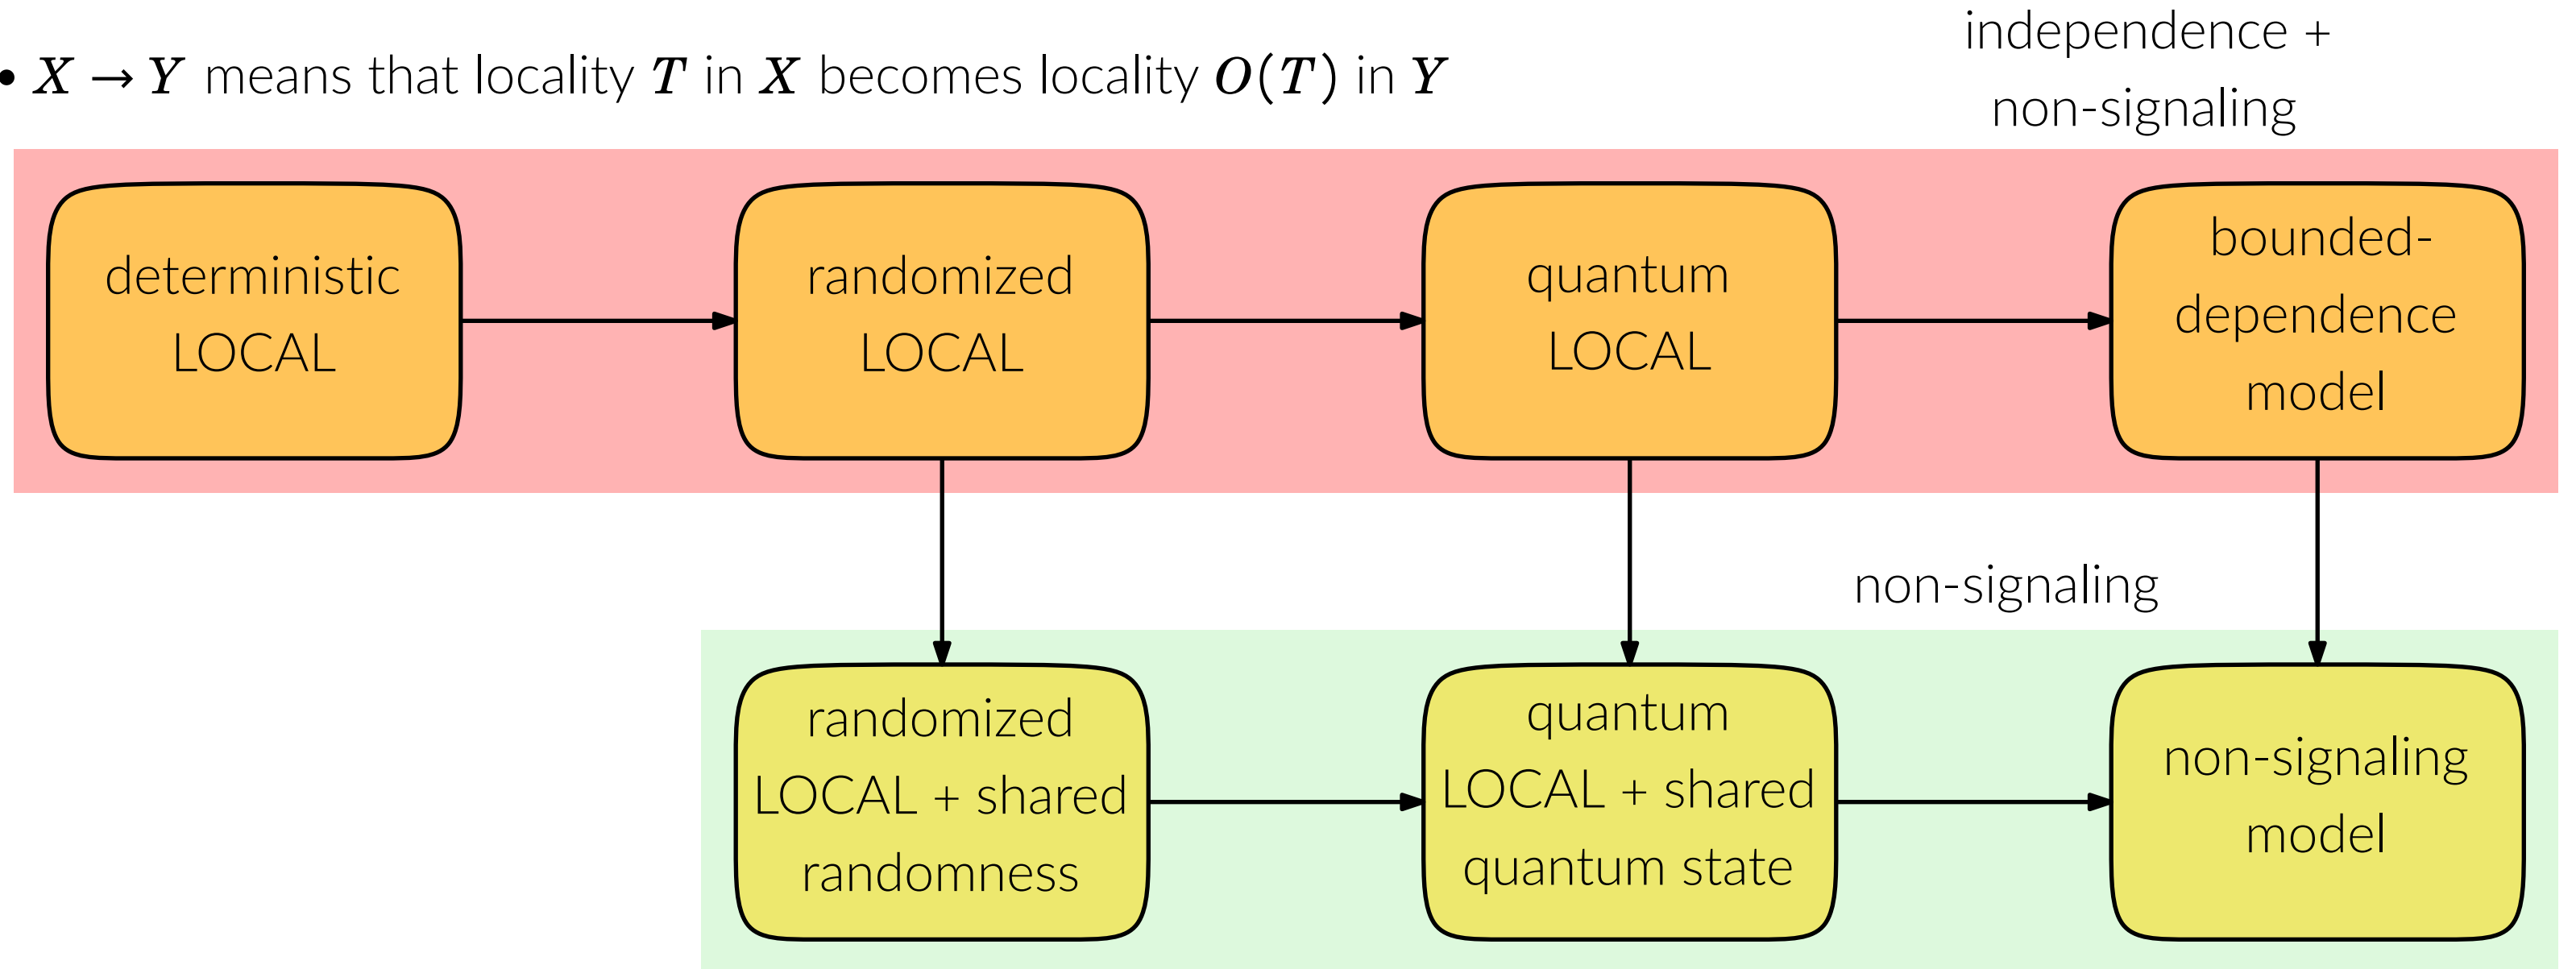 independence +
non-signaling
• X → Y means that locality T in X becomes locality O(T) in Y
deterministic
LOCAL
randomized
LOCAL
quantum
LOCAL
bounded-
dependence
model
non-signaling
randomized
LOCAL + shared
randomness
quantum
LOCAL + shared
quantum state
non-signaling
model